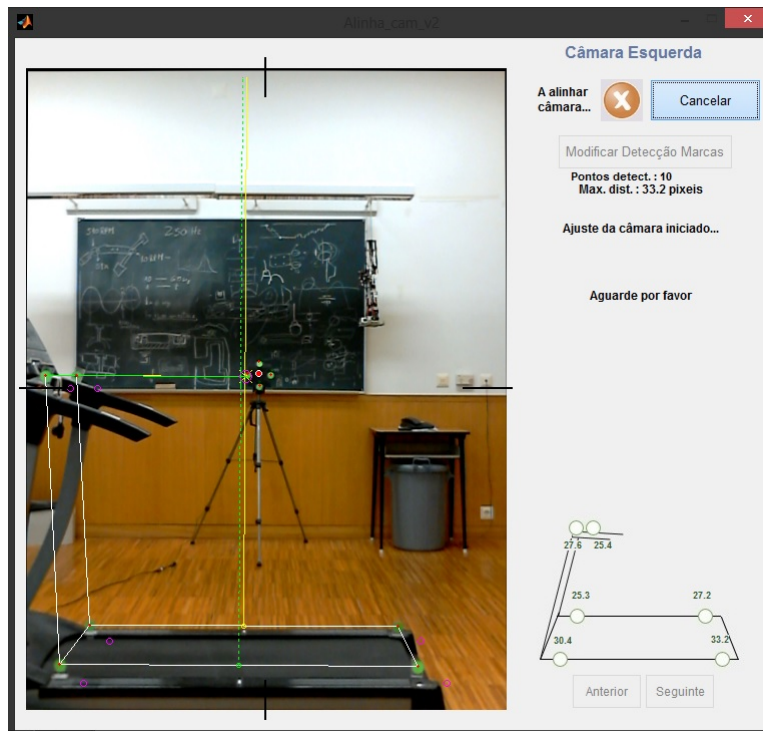 Alinha_cam_v2
Câmara Esquerda
A alinhar
câmara...
Cancelar
Modificar Detecção Marcas
Pontos detect. : 10
Max. dist. : 33.2 pixeis
Ajuste da câmara iniciado...
Aguarde por favor
250Hz
27.6 25.4
25.3 27.2
30.4 33.2
Anterior Seguinte